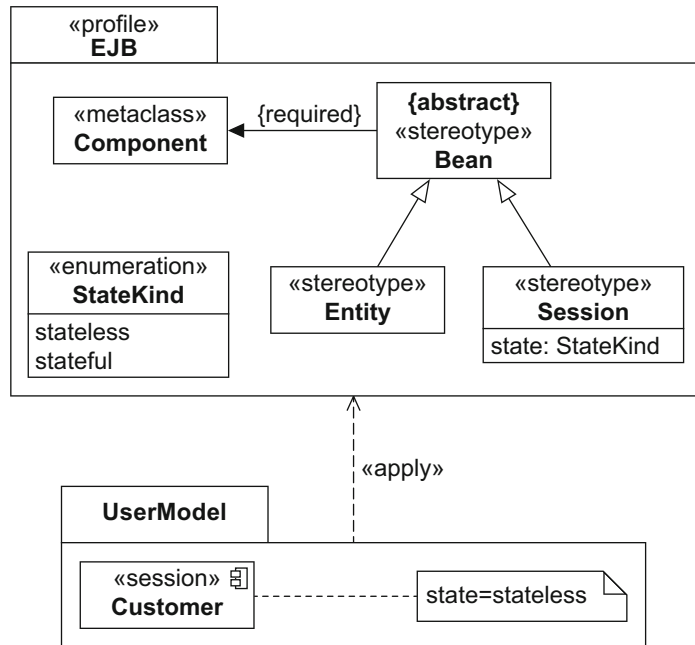 «profile»
EJB
«metaclass»
Component
{required}
{abstract}
«stereotype»
Bean
«enumeration»
StateKind
stateless
stateful
«stereotype»
Entity
«stereotype»
Session
state: StateKind
«apply»
UserModel
«session»
Customer
state=stateless